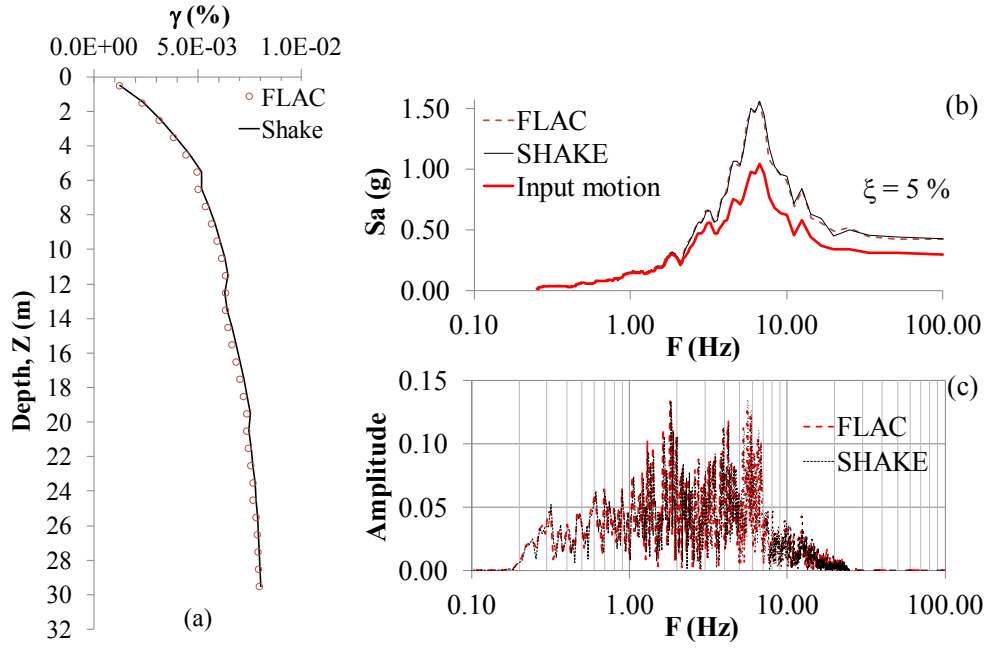 γ (%)
0.0E+00 5.0E-03 1.0E-02
0
2
4
6
8
10
12
14
16
18
20
22
24
26
28
30
32
Depth, Z (m)
FLAC
Shake
(a)
(b)
1.50
1.00
0.50
0.00
Sa (g)
FLAC
SHAKE
Input motion
ξ = 5 %
0.10 1.00 10.00 100.00
F (Hz)
(c)
0.15
0.10
0.05
0.00
Amplitude
FLAC
SHAKE
0.10 1.00 10.00 100.00
F (Hz)